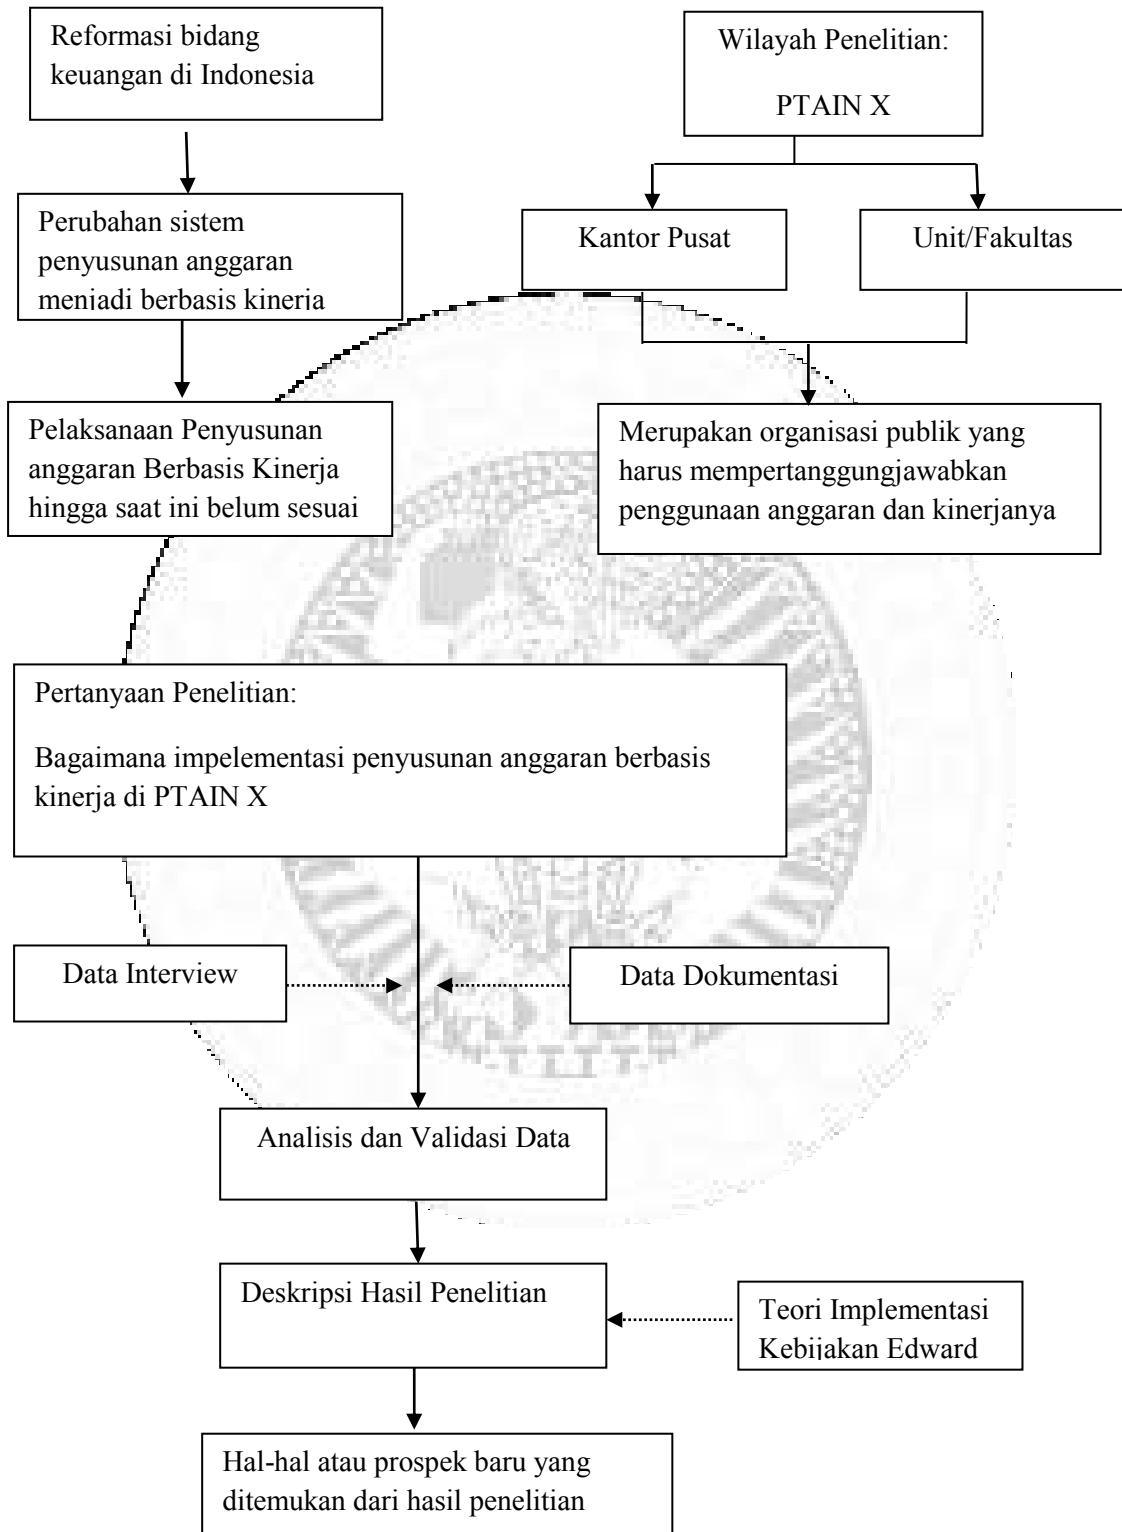 Reformasi bidang
keuangan di Indonesia
Wilayah Penelitian:
PTAIN X
Perubahan sistem
penyusunan anggaran
menjadi berbasis kinerja
Kantor Pusat
Unit/Fakultas
Pelaksanaan Penyusunan
anggaran Berbasis Kinerja
hingga saat ini belum sesuai
Merupakan organisasi publik yang
harus mempertanggungjawabkan
penggunaan anggaran dan kinerjanya
Pertanyaan Penelitian:
Bagaimana impelementasi penyusunan anggaran berbasis
kinerja di PTAIN X
Data Interview
Data Dokumentasi
Analisis dan Validasi Data
Deskripsi Hasil Penelitian
Teori Implementasi
Kebijakan Edward
Hal-hal atau prospek baru yang
ditemukan dari hasil penelitian